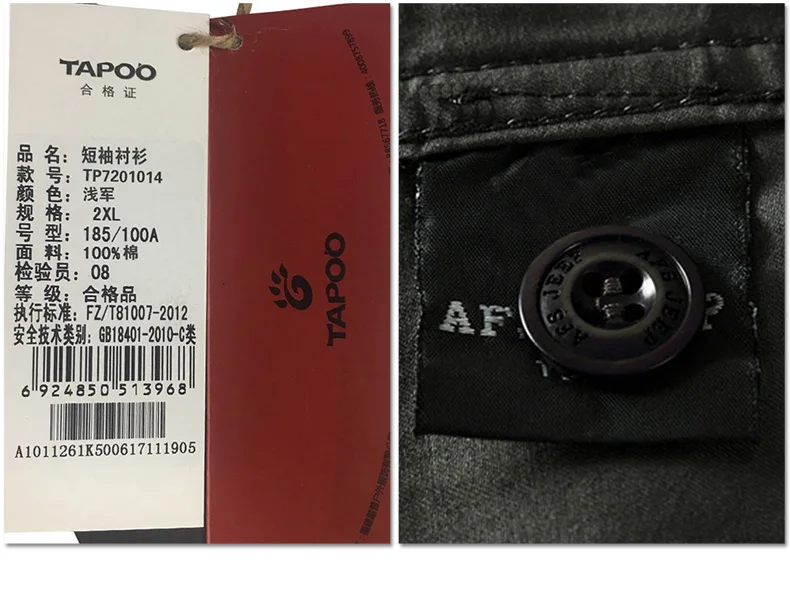 TAPOO
合格证
品 名：短袖衬衫
款 号：TP7201014
颜 色：浅军
规 格： 2XL
号 型：185/100A
面 料：100%棉
检验员：08
等 级：合格品
执行标准：FZ/T81007-2012
安全技术类别：GB18401-2010-C类
6 924850 513968
A1011261K500617111905
TAPOO
AFS JEEP
AFS JEEP
AF
P